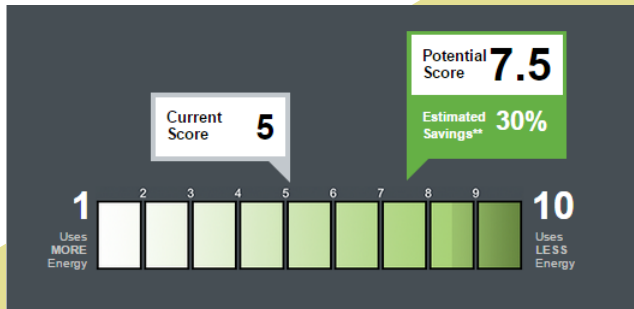 Potential
Score 7.5
Current
Score 5
Estimated
Savings** 30%
1 2 3 4 5 6 7 8 9 10
Uses
MORE
Energy
Uses
LESS
Energy